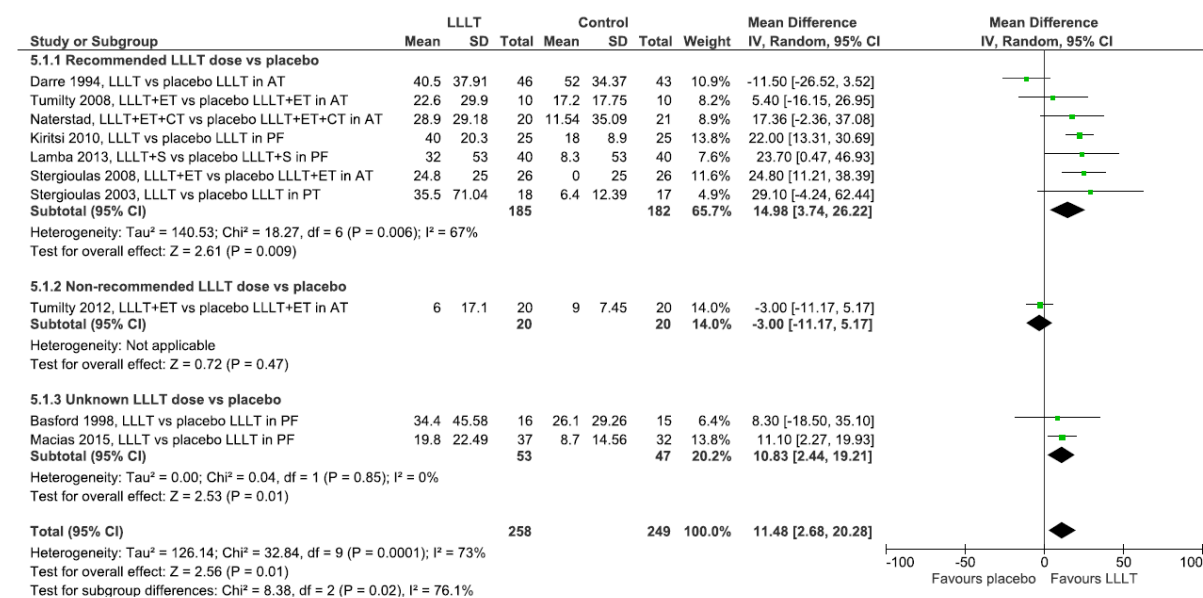 LLLT Control Mean Difference Mean Difference
Study or Subgroup Mean SD Total Mean SD Total Weight IV, Random, 95% CI IV, Random, 95% CI
5.1.1 Recommended LLLT dose vs placebo
Darre 1994, LLLT vs placebo LLLT in AT 40.5 37.91 46 52 34.37 43 10.9% -11.50 [-26.52, 3.52]
Tumilty 2008, LLLT+ET vs placebo LLLT+ET in AT 22.6 29.9 10 17.2 17.75 10 8.2% 5.40 [-16.15, 26.95]
Naterstad, LLLT+ET+CT vs placebo LLLT+ET+CT in AT 28.9 29.18 20 11.54 35.09 21 8.9% 17.36 [-2.36, 37.08]
Kiritsi 2010, LLLT vs placebo LLLT in PF 40 20.3 25 18 8.9 25 13.8% 22.00 [13.31, 30.69]
Lamba 2013, LLLT+S vs placebo LLLT+S in PF 32 53 40 8.3 53 40 7.6% 23.70 [0.47, 46.93]
Stergioulas 2008, LLLT+ET vs placebo LLLT+ET in AT 24.8 25 26 0 25 26 11.6% 24.80 [11.21, 38.39]
Stergioulas 2003, LLLT vs placebo LLLT in PT 35.5 71.04 18 6.4 12.39 17 4.9% 29.10 [-4.24, 62.44]
Subtotal (95% CI) 185 182 65.7% 14.98 [3.74, 26.22]
Heterogeneity: Tau² = 140.53; Chi² = 18.27, df = 6 (P = 0.006); I² = 67%
Test for overall effect: Z = 2.61 (P = 0.009)
5.1.2 Non-recommended LLLT dose vs placebo
Tumilty 2012, LLLT+ET vs placebo LLLT+ET in AT 6 17.1 20 9 7.45 20 14.0% -3.00 [-11.17, 5.17]
Subtotal (95% CI) 20 20 14.0% -3.00 [-11.17, 5.17]
Heterogeneity: Not applicable
Test for overall effect: Z = 0.72 (P = 0.47)
5.1.3 Unknown LLLT dose vs placebo
Basford 1998, LLLT vs placebo LLLT in PF 34.4 45.58 16 26.1 29.26 15 6.4% 8.30 [-18.50, 35.10]
Macias 2015, LLLT vs placebo LLLT in PF 19.8 22.49 37 8.7 14.56 32 13.8% 11.10 [2.27, 19.93]
Subtotal (95% CI) 53 47 20.2% 10.83 [2.44, 19.21]
Heterogeneity: Tau² = 0.00; Chi² = 0.04, df = 1 (P = 0.85); I² = 0%
Test for overall effect: Z = 2.53 (P = 0.01)
Total (95% CI) 258 249 100.0% 11.48 [2.68, 20.28]
Heterogeneity: Tau² = 126.14; Chi² = 32.84, df = 9 (P = 0.0001); I² = 73%
Test for overall effect: Z = 2.56 (P = 0.01)
Test for subgroup differences: Chi² = 8.38, df = 2 (P = 0.02), I² = 76.1%
-100 -50 0 50 100
Favours placebo Favours LLLT